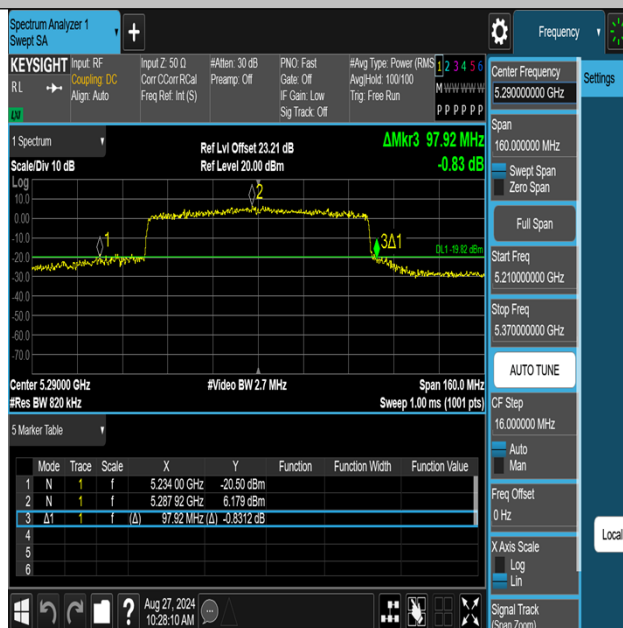 Spectrum Analyzer 1
Swept SA
+
Frequency
KEYSIGHT
RL
Input: RF
Coupling: DC
Align: Auto
Input Z: 50 Ω
Corr CCorr RCal
Freq Ref: Int (S)
#Atten: 30 dB
Preamp: Off
PNO: Fast
Gate: Off
IF Gain: Low
Sig Track: Off
#Avg Type: Power (RMS
Avg|Hold: 100/100
Trig: Free Run
1 2 3 4 5 6
M W W W W W
P P P P P P
LXI
1 Spectrum
Scale/Div 10 dB
Ref Lvl Offset 23.21 dB
Ref Level 20.00 dBm
ΔMkr3 97.92 MHz
-0.83 dB
Log
10.0
0.00
-10.0
-20.0
-30.0
-40.0
-50.0
-60.0
-70.0
1
2
3Δ1
DL1 -19.82 dBm
Center 5.29000 GHz
#Video BW 2.7 MHz
Span 160.0 MHz
#Res BW 820 kHz
Sweep 1.00 ms (1001 pts)
5 Marker Table
Mode Trace Scale X Y Function Function Width Function Value
1 N 1 f 5.234 00 GHz -20.50 dBm
2 N 1 f 5.287 92 GHz 6.179 dBm
3 Δ1 1 f (Δ) 97.92 MHz (Δ) -0.8312 dB
4
5
6
Aug 27, 2024
10:28:10 AM
?
Center Frequency
5.290000000 GHz
Settings
Span
160.000000 MHz
Swept Span
Zero Span
Full Span
Start Freq
5.210000000 GHz
Stop Freq
5.370000000 GHz
AUTO TUNE
CF Step
16.000000 MHz
Auto
Man
Freq Offset
0 Hz
Local
X Axis Scale
Log
Lin
Signal Track
(Span Zoom)